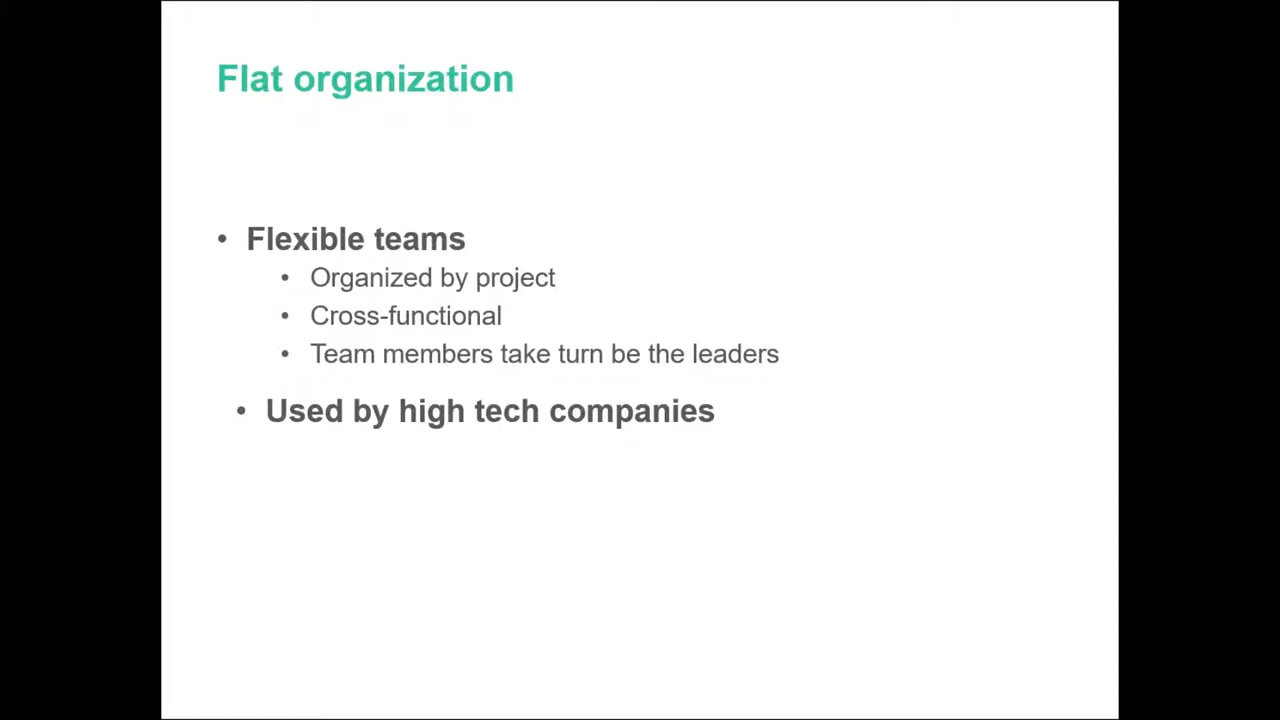 Flat organization
• Flexible teams
• Organized by project
• Cross-functional
• Team members take turn be the leaders
• Used by high tech companies